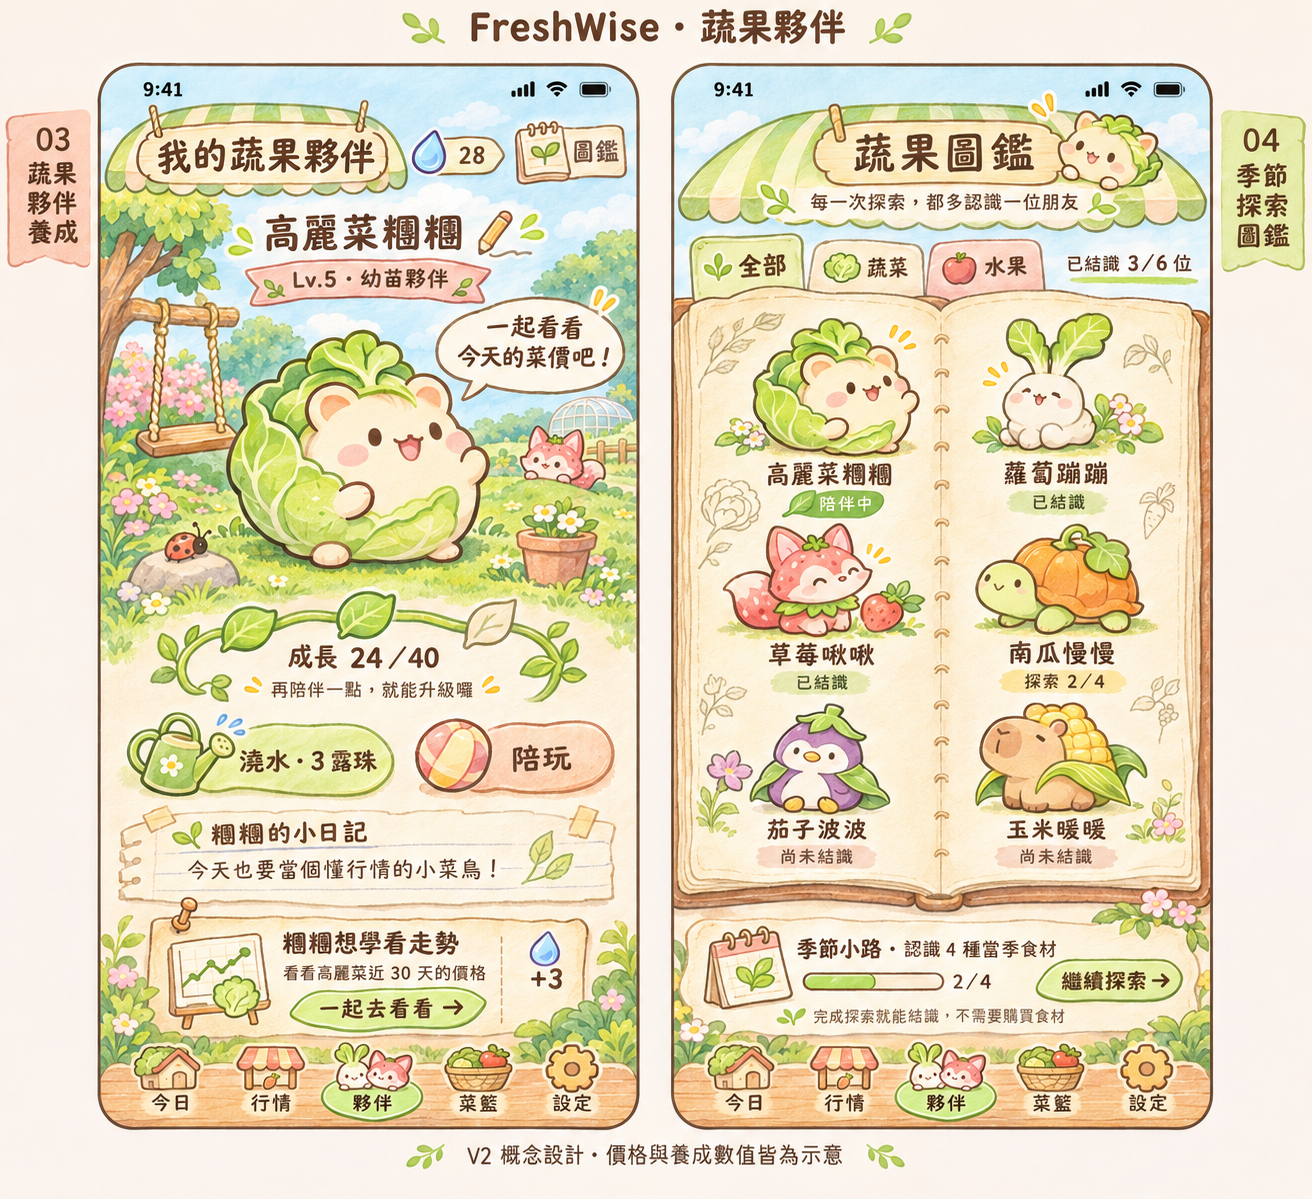 FreshWise・蔬果夥伴
03
蔬果
夥伴
養成
9:41
我的蔬果夥伴
28
圖鑑
高麗菜糰糰
Lv.5・幼苗夥伴
一起看看
今天的菜價吧！
成長 24／40
再陪伴一點，就能升級囉
澆水・3 露珠
陪玩
糰糰的小日記
今天也要當個懂行情的小菜鳥！
糰糰想學看走勢
看看高麗菜近 30 天的價格
一起去看看 →
+3
今日
行情
夥伴
菜籃
設定
04
季節
探索
圖鑑
9:41
蔬果圖鑑
每一次探索，都多認識一位朋友
全部
蔬菜
水果
已結識 3／6 位
高麗菜糰糰
陪伴中
蘿蔔蹦蹦
已結識
草莓啾啾
已結識
南瓜慢慢
探索 2／4
茄子波波
尚未結識
玉米暖暖
尚未結識
季節小路・認識 4 種當季食材
2／4
繼續探索→
完成探索就能結識，不需要購買食材
今日
行情
夥伴
菜籃
設定
V2 概念設計・價格與養成數值皆為示意